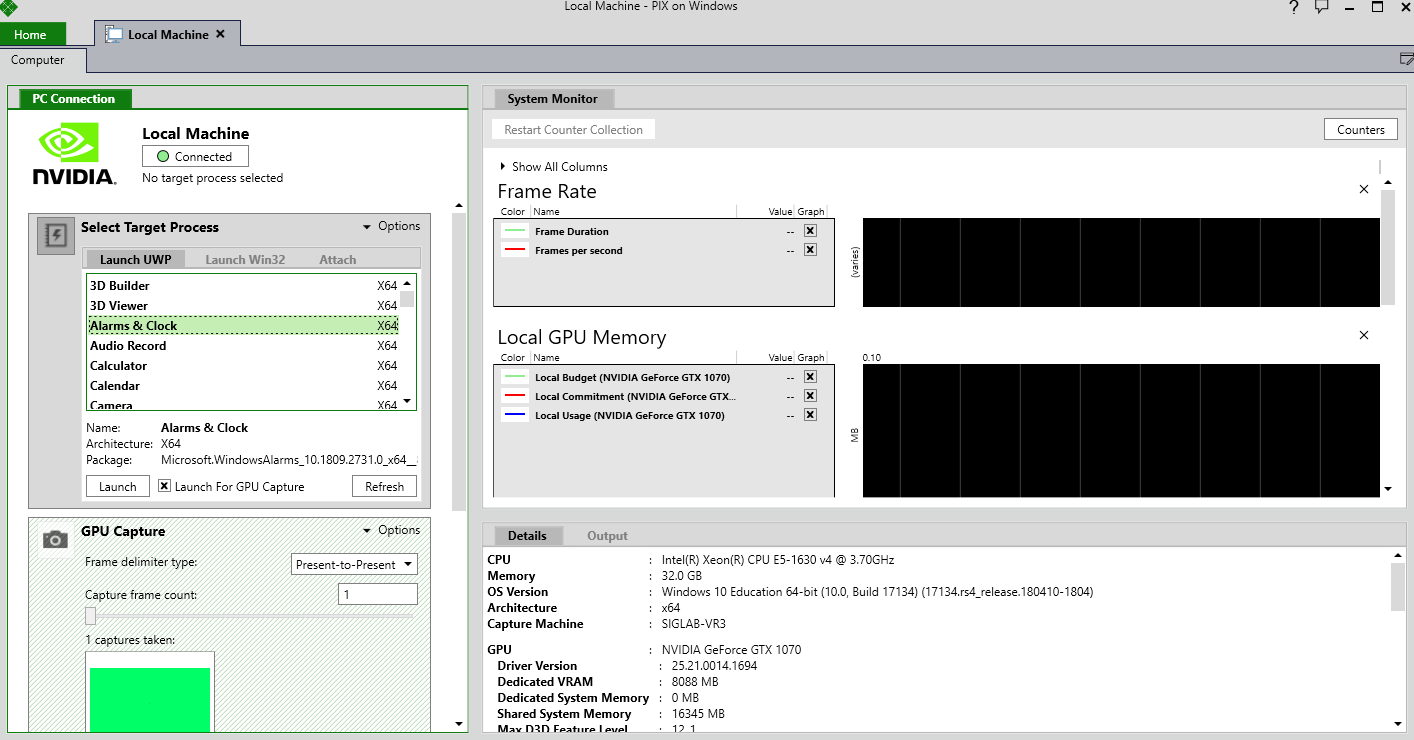 Local Machine - PIX on Windows
?
Home
Local Machine
Computer
PC Connection
NVIDIA.
Local Machine
Connected
No target process selected
Select Target Process
Options
Launch UWP Launch Win32 Attach
3D Builder X64
3D Viewer X64
Alarms & Clock X64
Audio Record X64
Calculator X64
Calendar X64
Camera X64
Name: Alarms & Clock
Architecture: X64
Package: Microsoft.WindowsAlarms_10.1809.2731.0_x64_
Launch Launch For GPU Capture Refresh
GPU Capture
Options
Frame delimiter type: Present-to-Present
Capture frame count: 1
1 captures taken:
System Monitor
Restart Counter Collection
Counters
Show All Columns
Frame Rate
Color Name Value Graph
Frame Duration --
Frames per second --
(varies)
Local GPU Memory
Color Name Value Graph
0.10
Local Budget (NVIDIA GeForce GTX 1070) --
Local Commitment (NVIDIA GeForce GTX... --
Local Usage (NVIDIA GeForce GTX 1070) --
MB
Details Output
CPU : Intel(R) Xeon(R) CPU E5-1630 v4 @ 3.70GHz
Memory : 32.0 GB
OS Version : Windows 10 Education 64-bit (10.0, Build 17134) (17134.rs4_release.180410-1804)
Architecture : x64
Capture Machine : SIGLAB-VR3
GPU : NVIDIA GeForce GTX 1070
Driver Version : 25.21.0014.1694
Dedicated VRAM : 8088 MB
Dedicated System Memory : 0 MB
Shared System Memory : 16345 MB
Max D3D Feature Level : 12_1